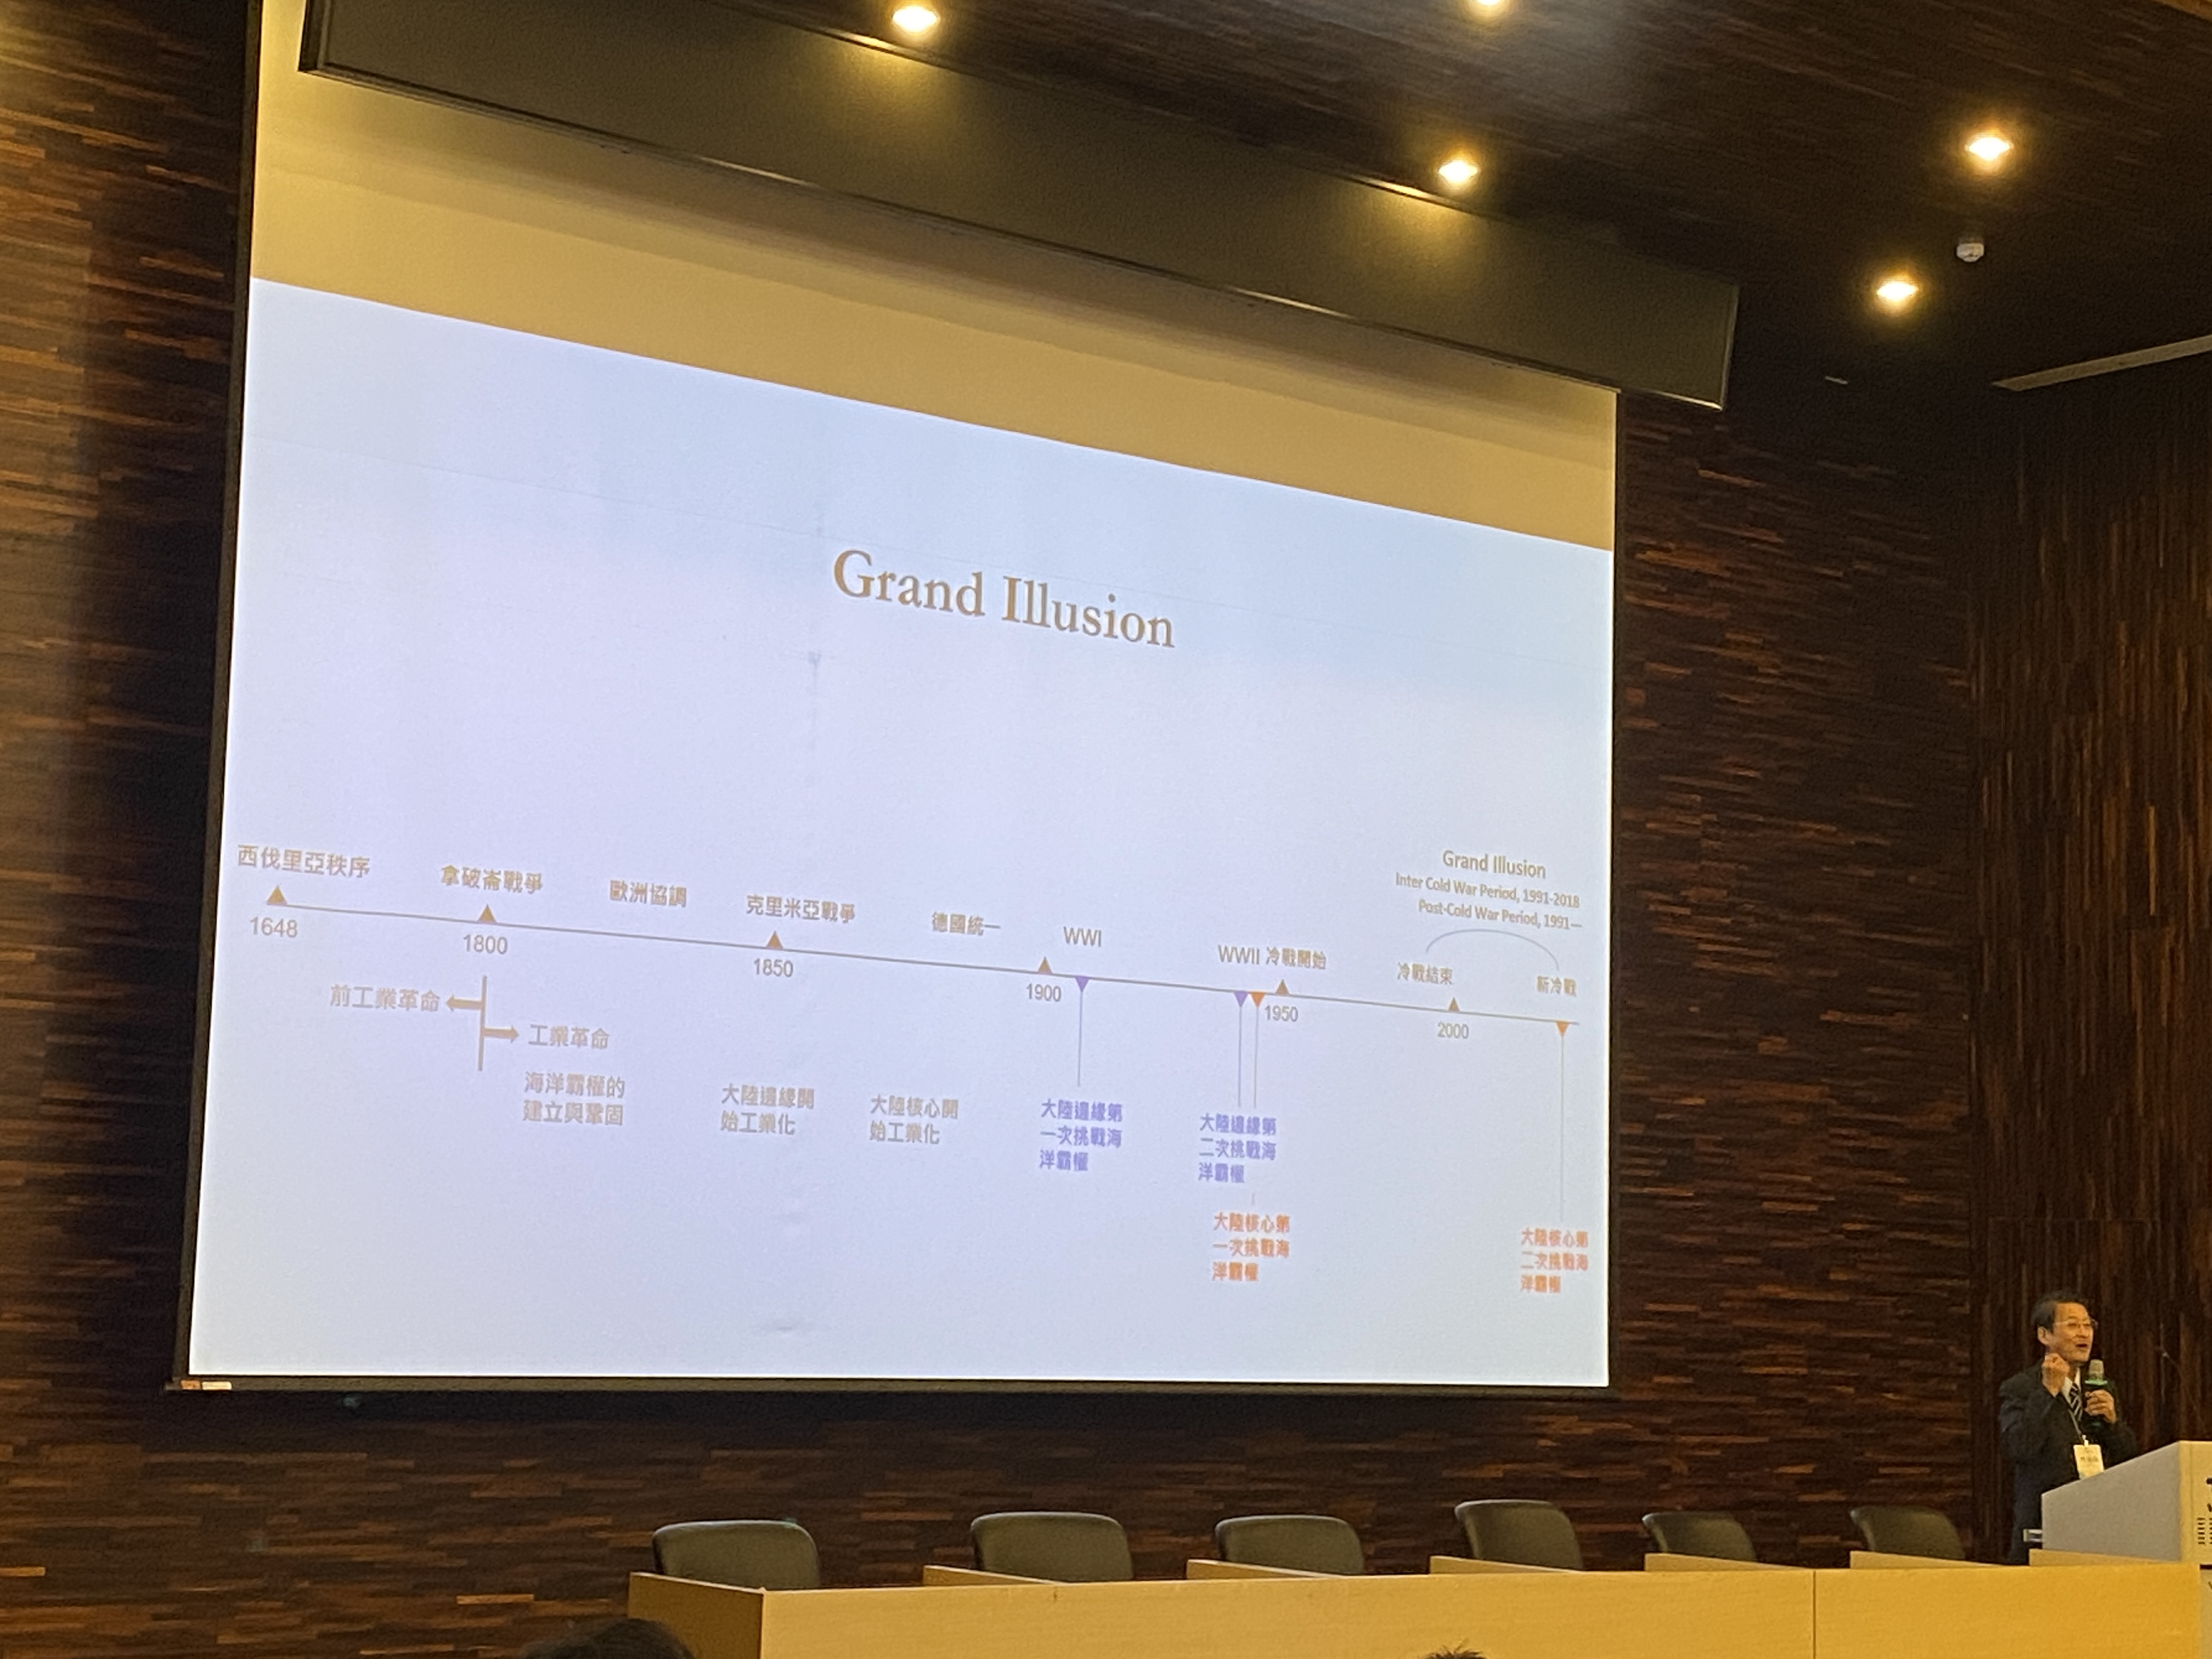 Grand Illusion
Grand Illusion
Inter Cold War Period, 1991-2018
Post-Cold War Period, 1991—
西伐里亞秩序
拿破崙戰爭
歐洲協調
克里米亞戰爭
德國統一
WWI
WWII 冷戰開始
冷戰結束
新冷戰
1648
1800
1850
1900
1950
2000
前工業革命
工業革命
海洋霸權的
建立與鞏固
大陸邊緣開
始工業化
大陸核心開
始工業化
大陸邊緣第
一次挑戰海
洋霸權
大陸邊緣第
二次挑戰海
洋霸權
大陸核心第
一次挑戰海
洋霸權
大陸核心第
二次挑戰海
洋霸權